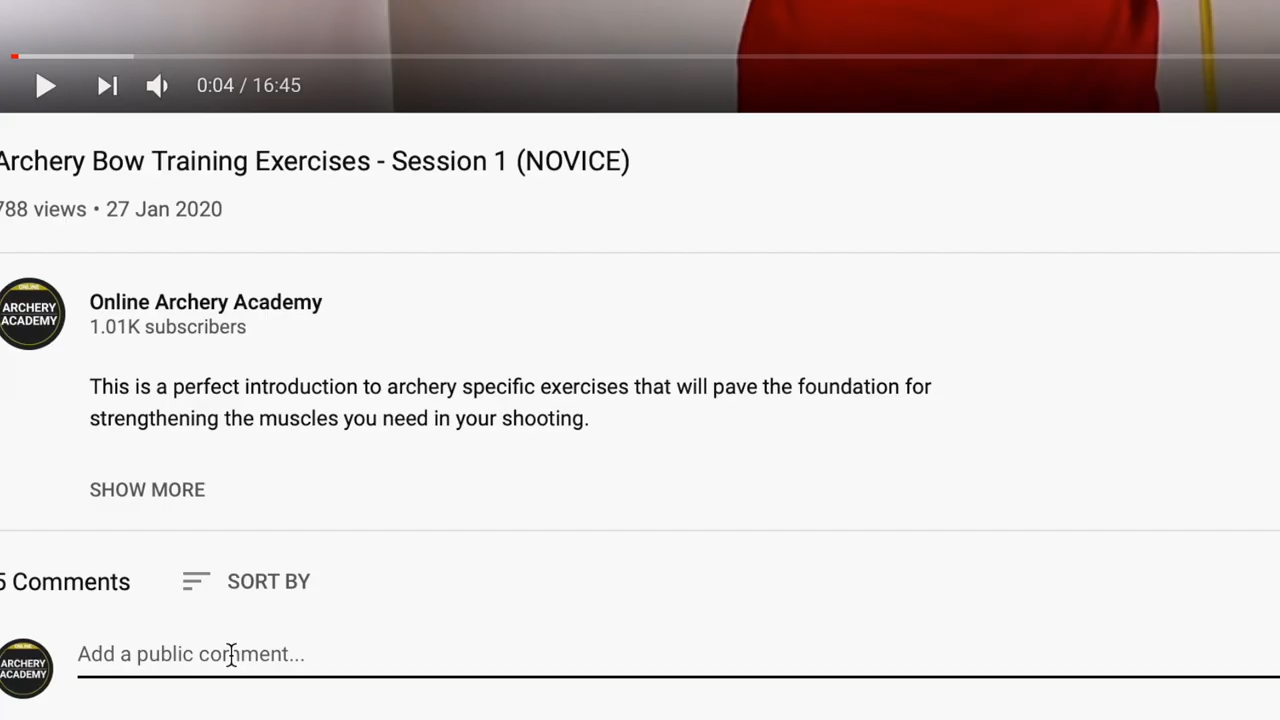 0:04 / 16:45
Archery Bow Training Exercises - Session 1 (NOVICE)
788 views • 27 Jan 2020
ONLINE
ARCHERY
ACADEMY
Online Archery Academy
1.01K subscribers
This is a perfect introduction to archery specific exercises that will pave the foundation for
strengthening the muscles you need in your shooting.
SHOW MORE
5 Comments
SORT BY
ONLINE
ARCHERY
ACADEMY
Add a public comment...